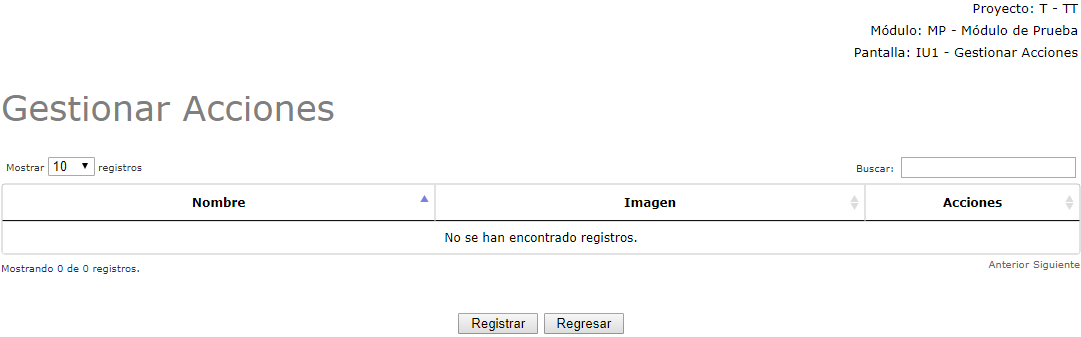 Proyecto: T - TT
Módulo: MP - Módulo de Prueba
Pantalla: IU1 - Gestionar Acciones
Gestionar Acciones
Mostrar 10 registros Buscar:
Nombre Imagen Acciones
No se han encontrado registros.
Mostrando 0 de 0 registros. Anterior Siguiente
Registrar Regresar